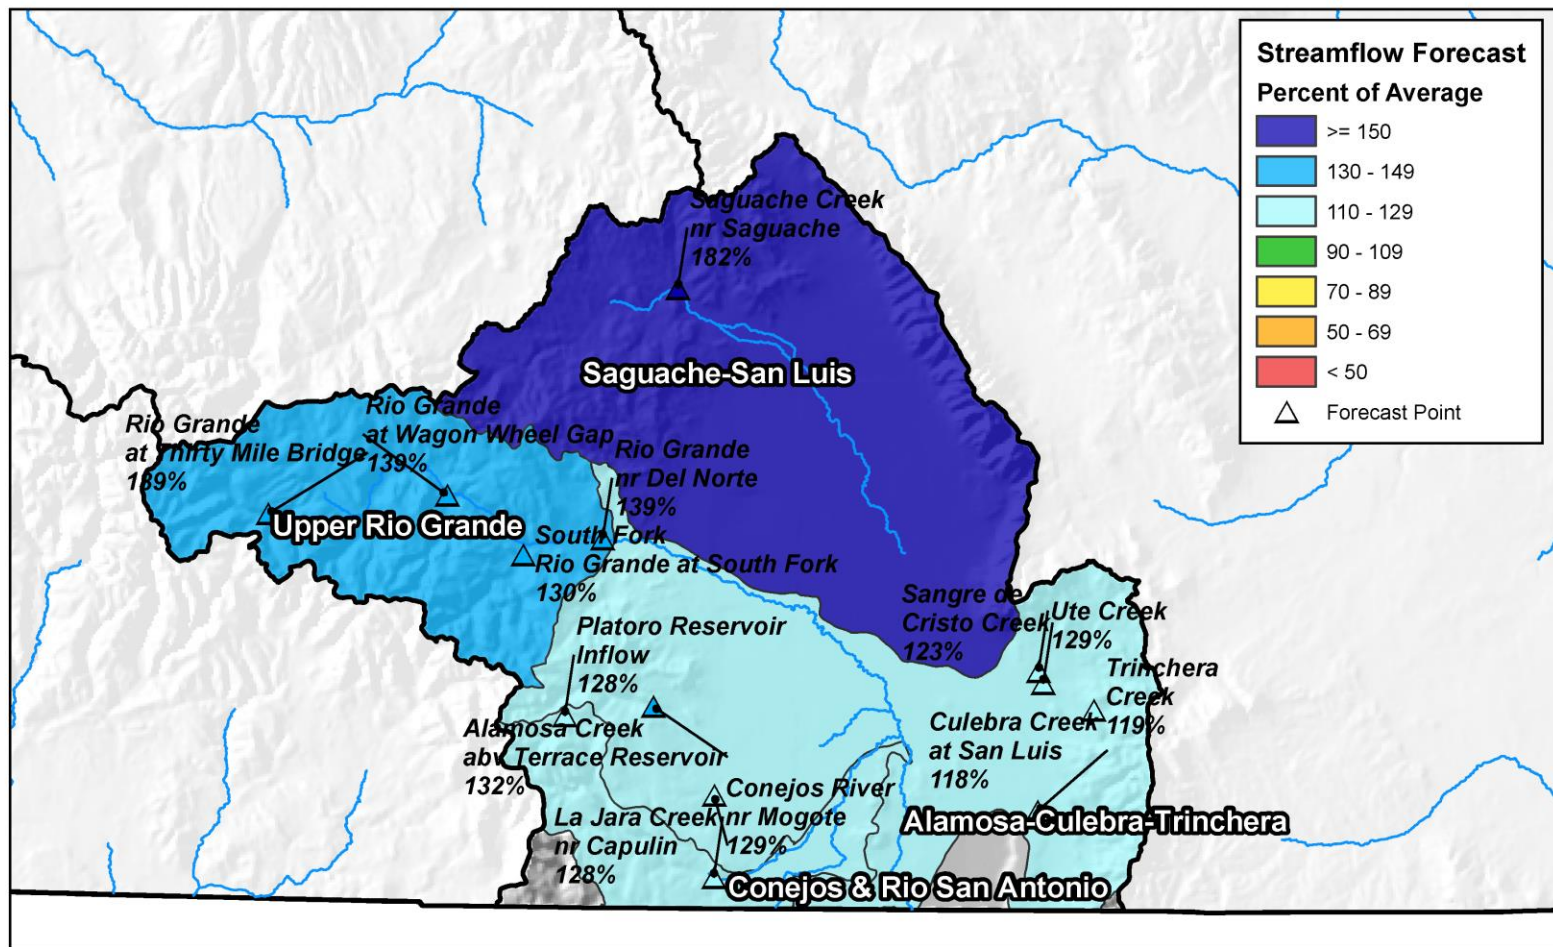 Streamflow Forecast
Percent of Average
>= 150
130 - 149
110 - 129
90 - 109
70 - 89
50 - 69
< 50
Forecast Point
Saguache Creek
nr Saguache
182%
Saguache-San Luis
Rio Grande
at Thirty Mile Bridge
139%
Rio Grande
at Wagon Wheel Gap
139%
Rio Grande
nr Del Norte
139%
Upper Rio Grande
South Fork
Rio Grande at South Fork
130%
Platoro Reservoir
Inflow
128%
Sangre de
Cristo Creek
123%
Ute Creek
129%
Trinchera
Creek
119%
Alamosa Creek
abv Terrace Reservoir
132%
Culebra Creek
at San Luis
118%
Conejos River
nr Mogote
129%
La Jara Creek
nr Capulin
128%
Alamosa-Culebra-Trinchera
Conejos & Rio San Antonio